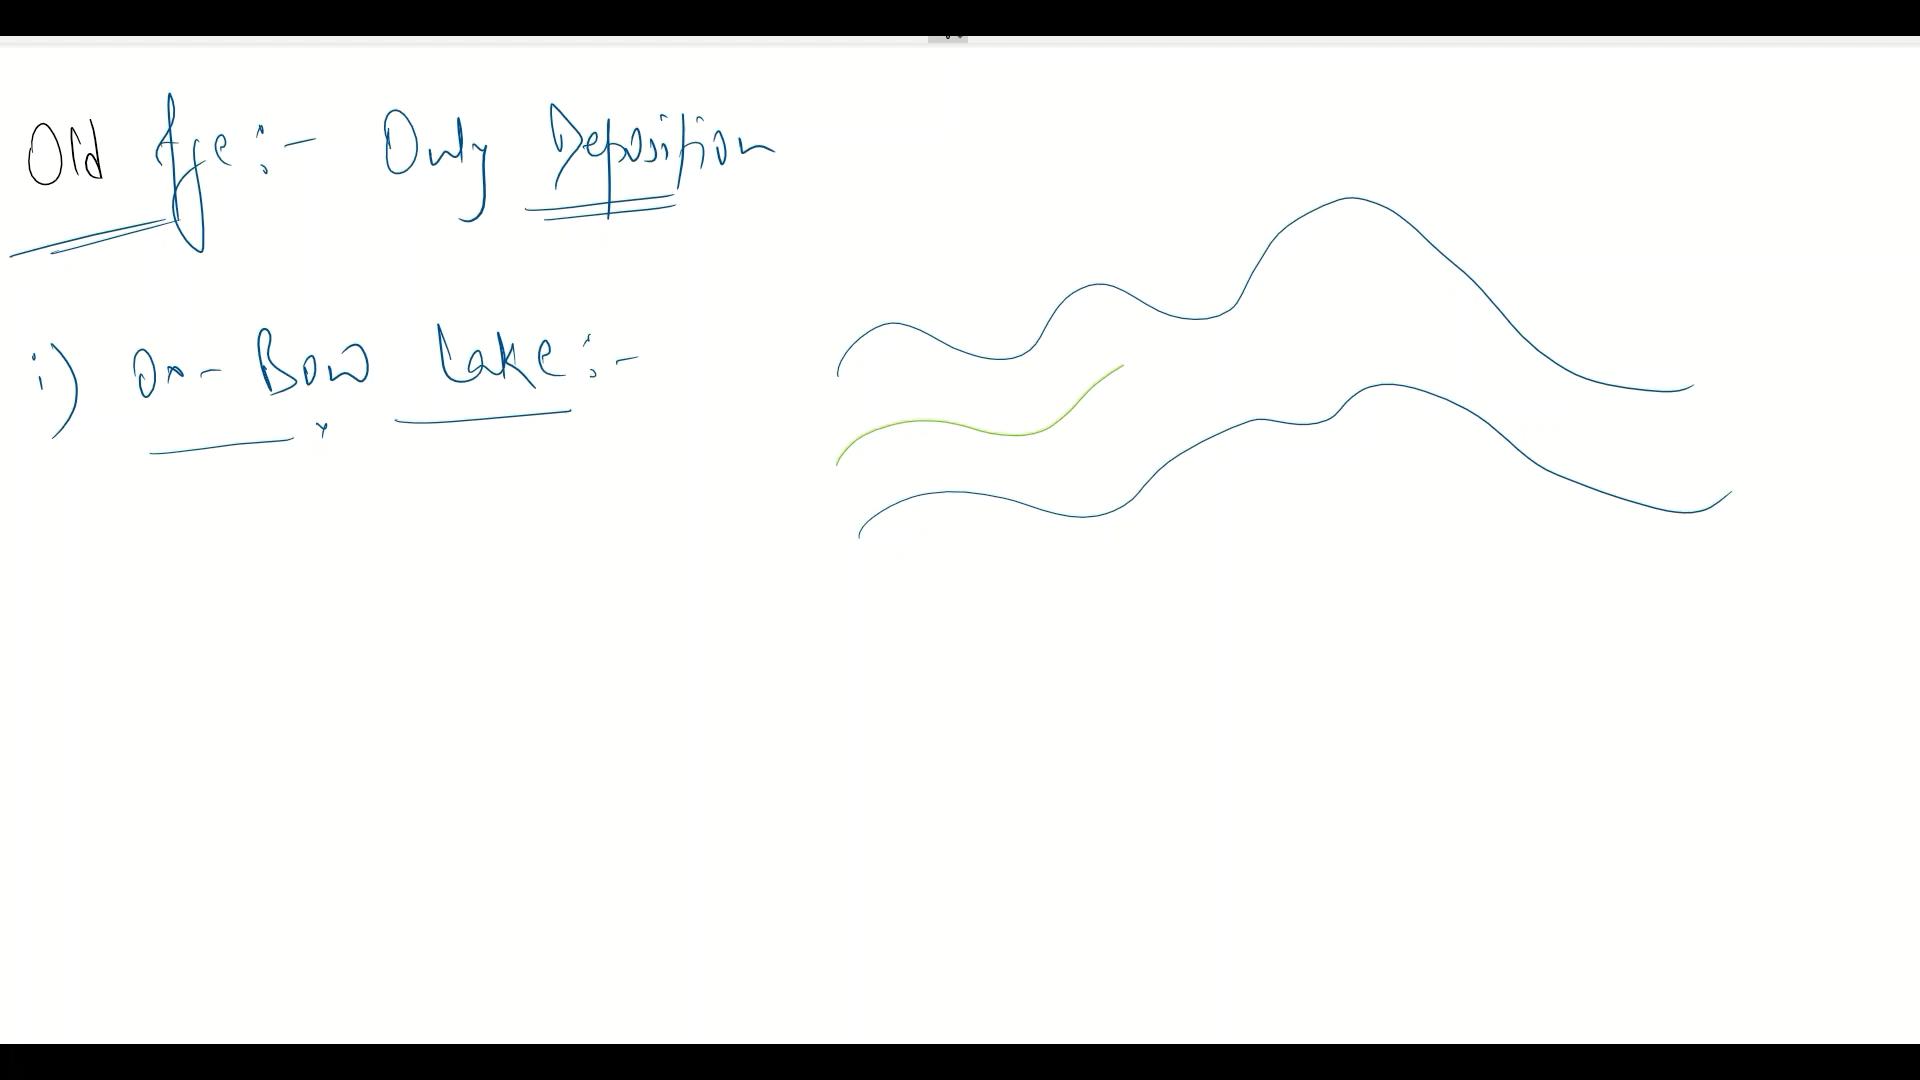 Old Age :- Only Deposition
i) Ox-Bow Lake :-